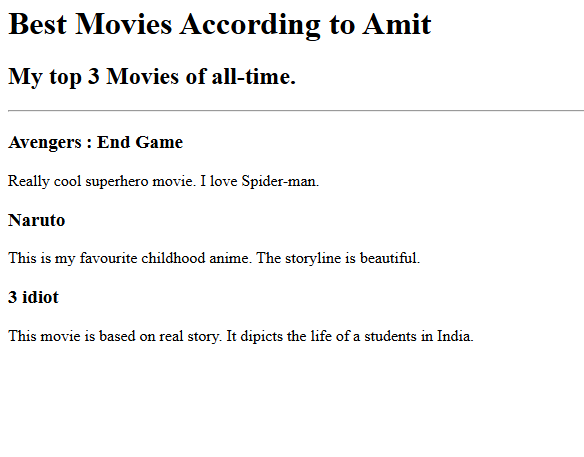 Best Movies According to Amit
My top 3 Movies of all-time.
Avengers : End Game
Really cool superhero movie. I love Spider-man.
Naruto
This is my favourite childhood anime. The storyline is beautiful.
3 idiot
This movie is based on real story. It dipicts the life of a students in India.